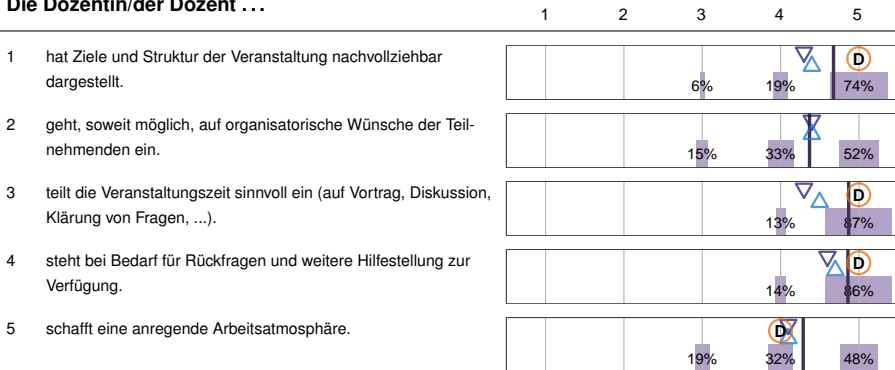 Die Dozentin/der Dozent . . .
1 2 3 4 5
1 hat Ziele und Struktur der Veranstaltung nachvollziehbar
dargestellt.
D
6% 19% 74%
2 geht, soweit möglich, auf organisatorische Wünsche der Teil-
nehmenden ein.
15% 33% 52%
3 teilt die Veranstaltungszeit sinnvoll ein (auf Vortrag, Diskussion,
Klärung von Fragen, ...).
D
13% 87%
4 steht bei Bedarf für Rückfragen und weitere Hilfestellung zur
Verfügung.
D
14% 86%
5 schafft eine anregende Arbeitsatmosphäre.
D
19% 32% 48%